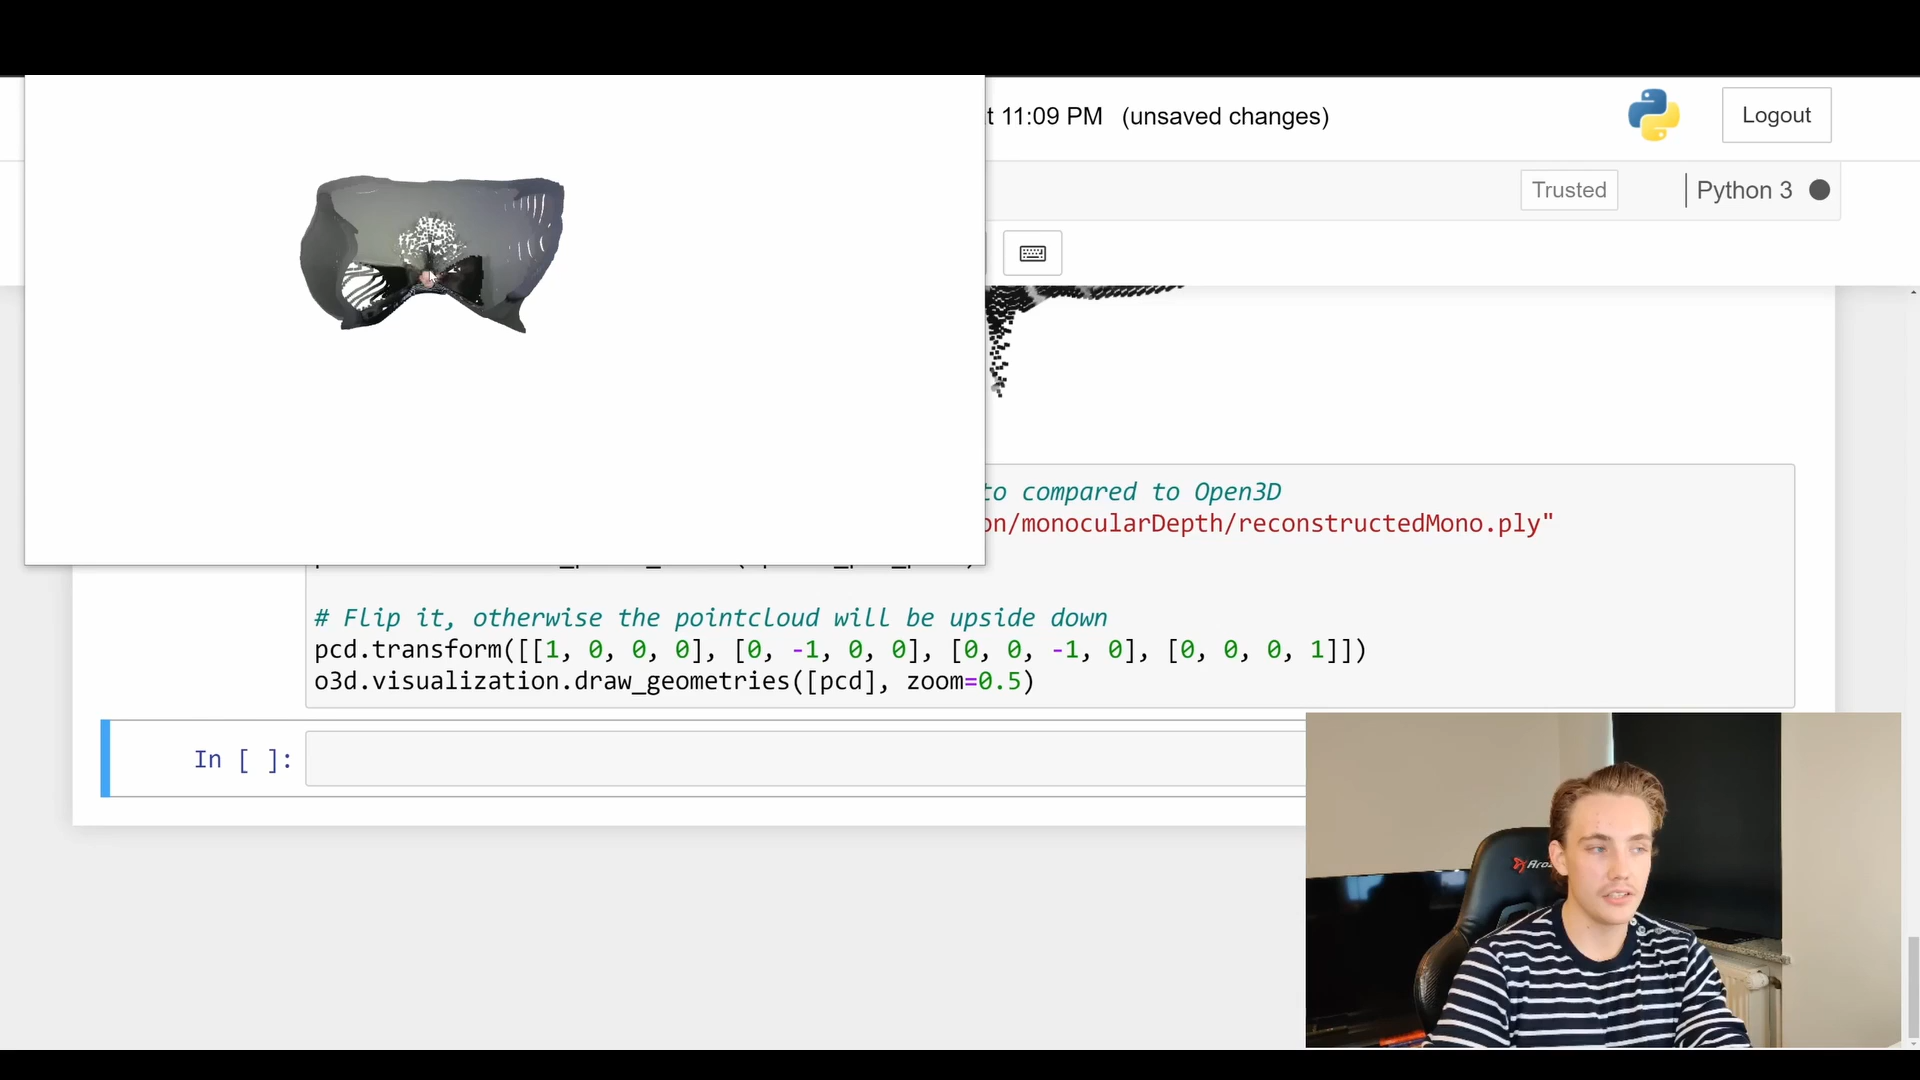 t 11:09 PM (unsaved changes)
Logout
Trusted
Python 3
to compared to Open3D
on/monocularDepth/reconstructedMono.ply"
# Flip it, otherwise the pointcloud will be upside down
pcd.transform([[1, 0, 0, 0], [0, -1, 0, 0], [0, 0, -1, 0], [0, 0, 0, 1]])
o3d.visualization.draw_geometries([pcd], zoom=0.5)
In [ ]: